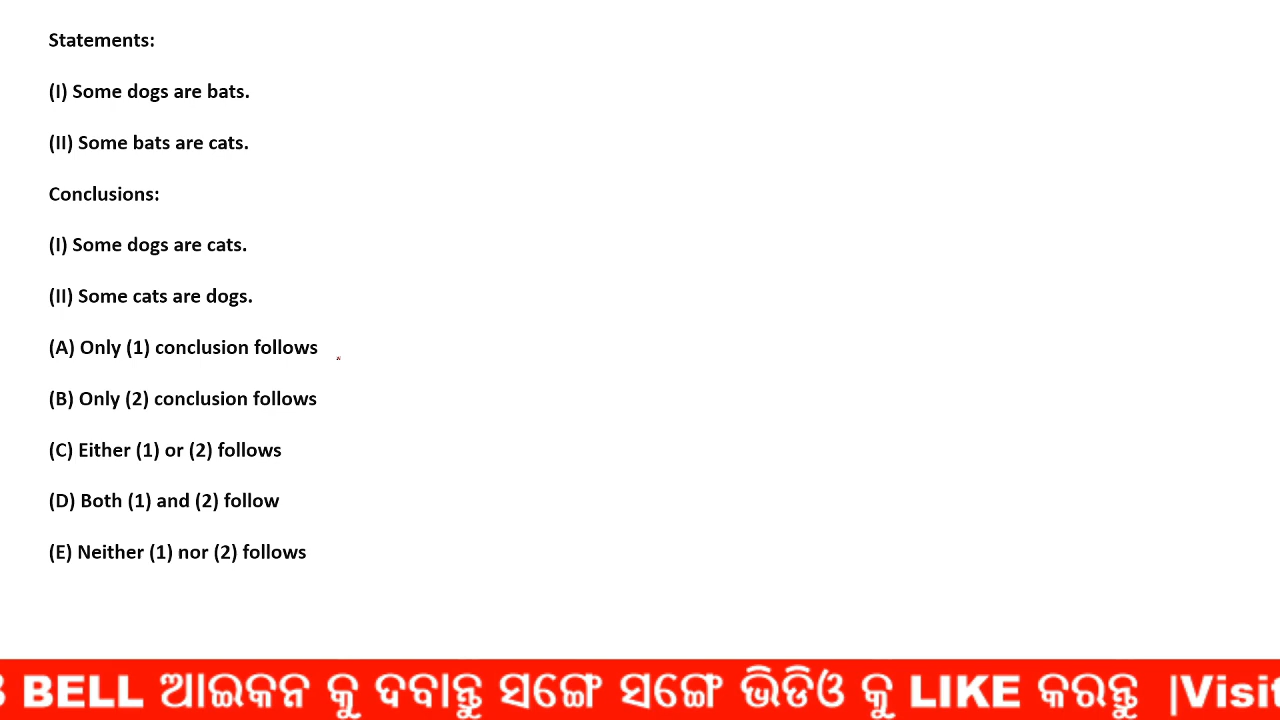 Statements:
(I) Some dogs are bats.
(II) Some bats are cats.
Conclusions:
(I) Some dogs are cats.
(II) Some cats are dogs.
(A) Only (1) conclusion follows
(B) Only (2) conclusion follows
(C) Either (1) or (2) follows
(D) Both (1) and (2) follow
(E) Neither (1) nor (2) follows
BELL ଆଇକନ କୁ ଦବାନ୍ତୁ ସଙ୍ଗେ ସଙ୍ଗେ ଭିଡିଓ କୁ LIKE କରନ୍ତୁ |Visit